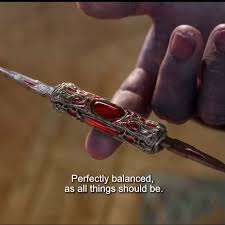 Perfectly balanced,
as all things should be.